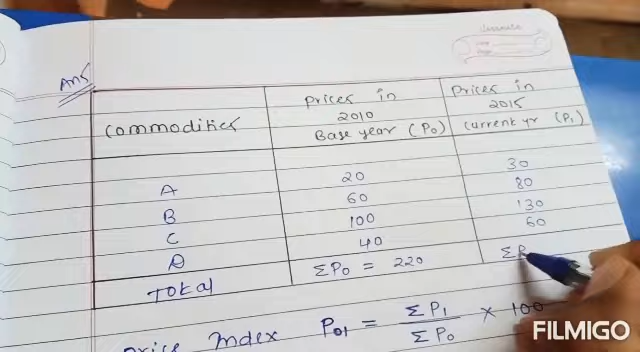 Ans
Commodities Prices in 2010 Base year (P0) Prices in 2015 Current yr (P1)
A 20 30
B 60 80
C 100 130
D 40 60
Total ΣP0 = 220 ΣP
Price Index P01 = ΣP1 / ΣP0 × 100
FILMIGO